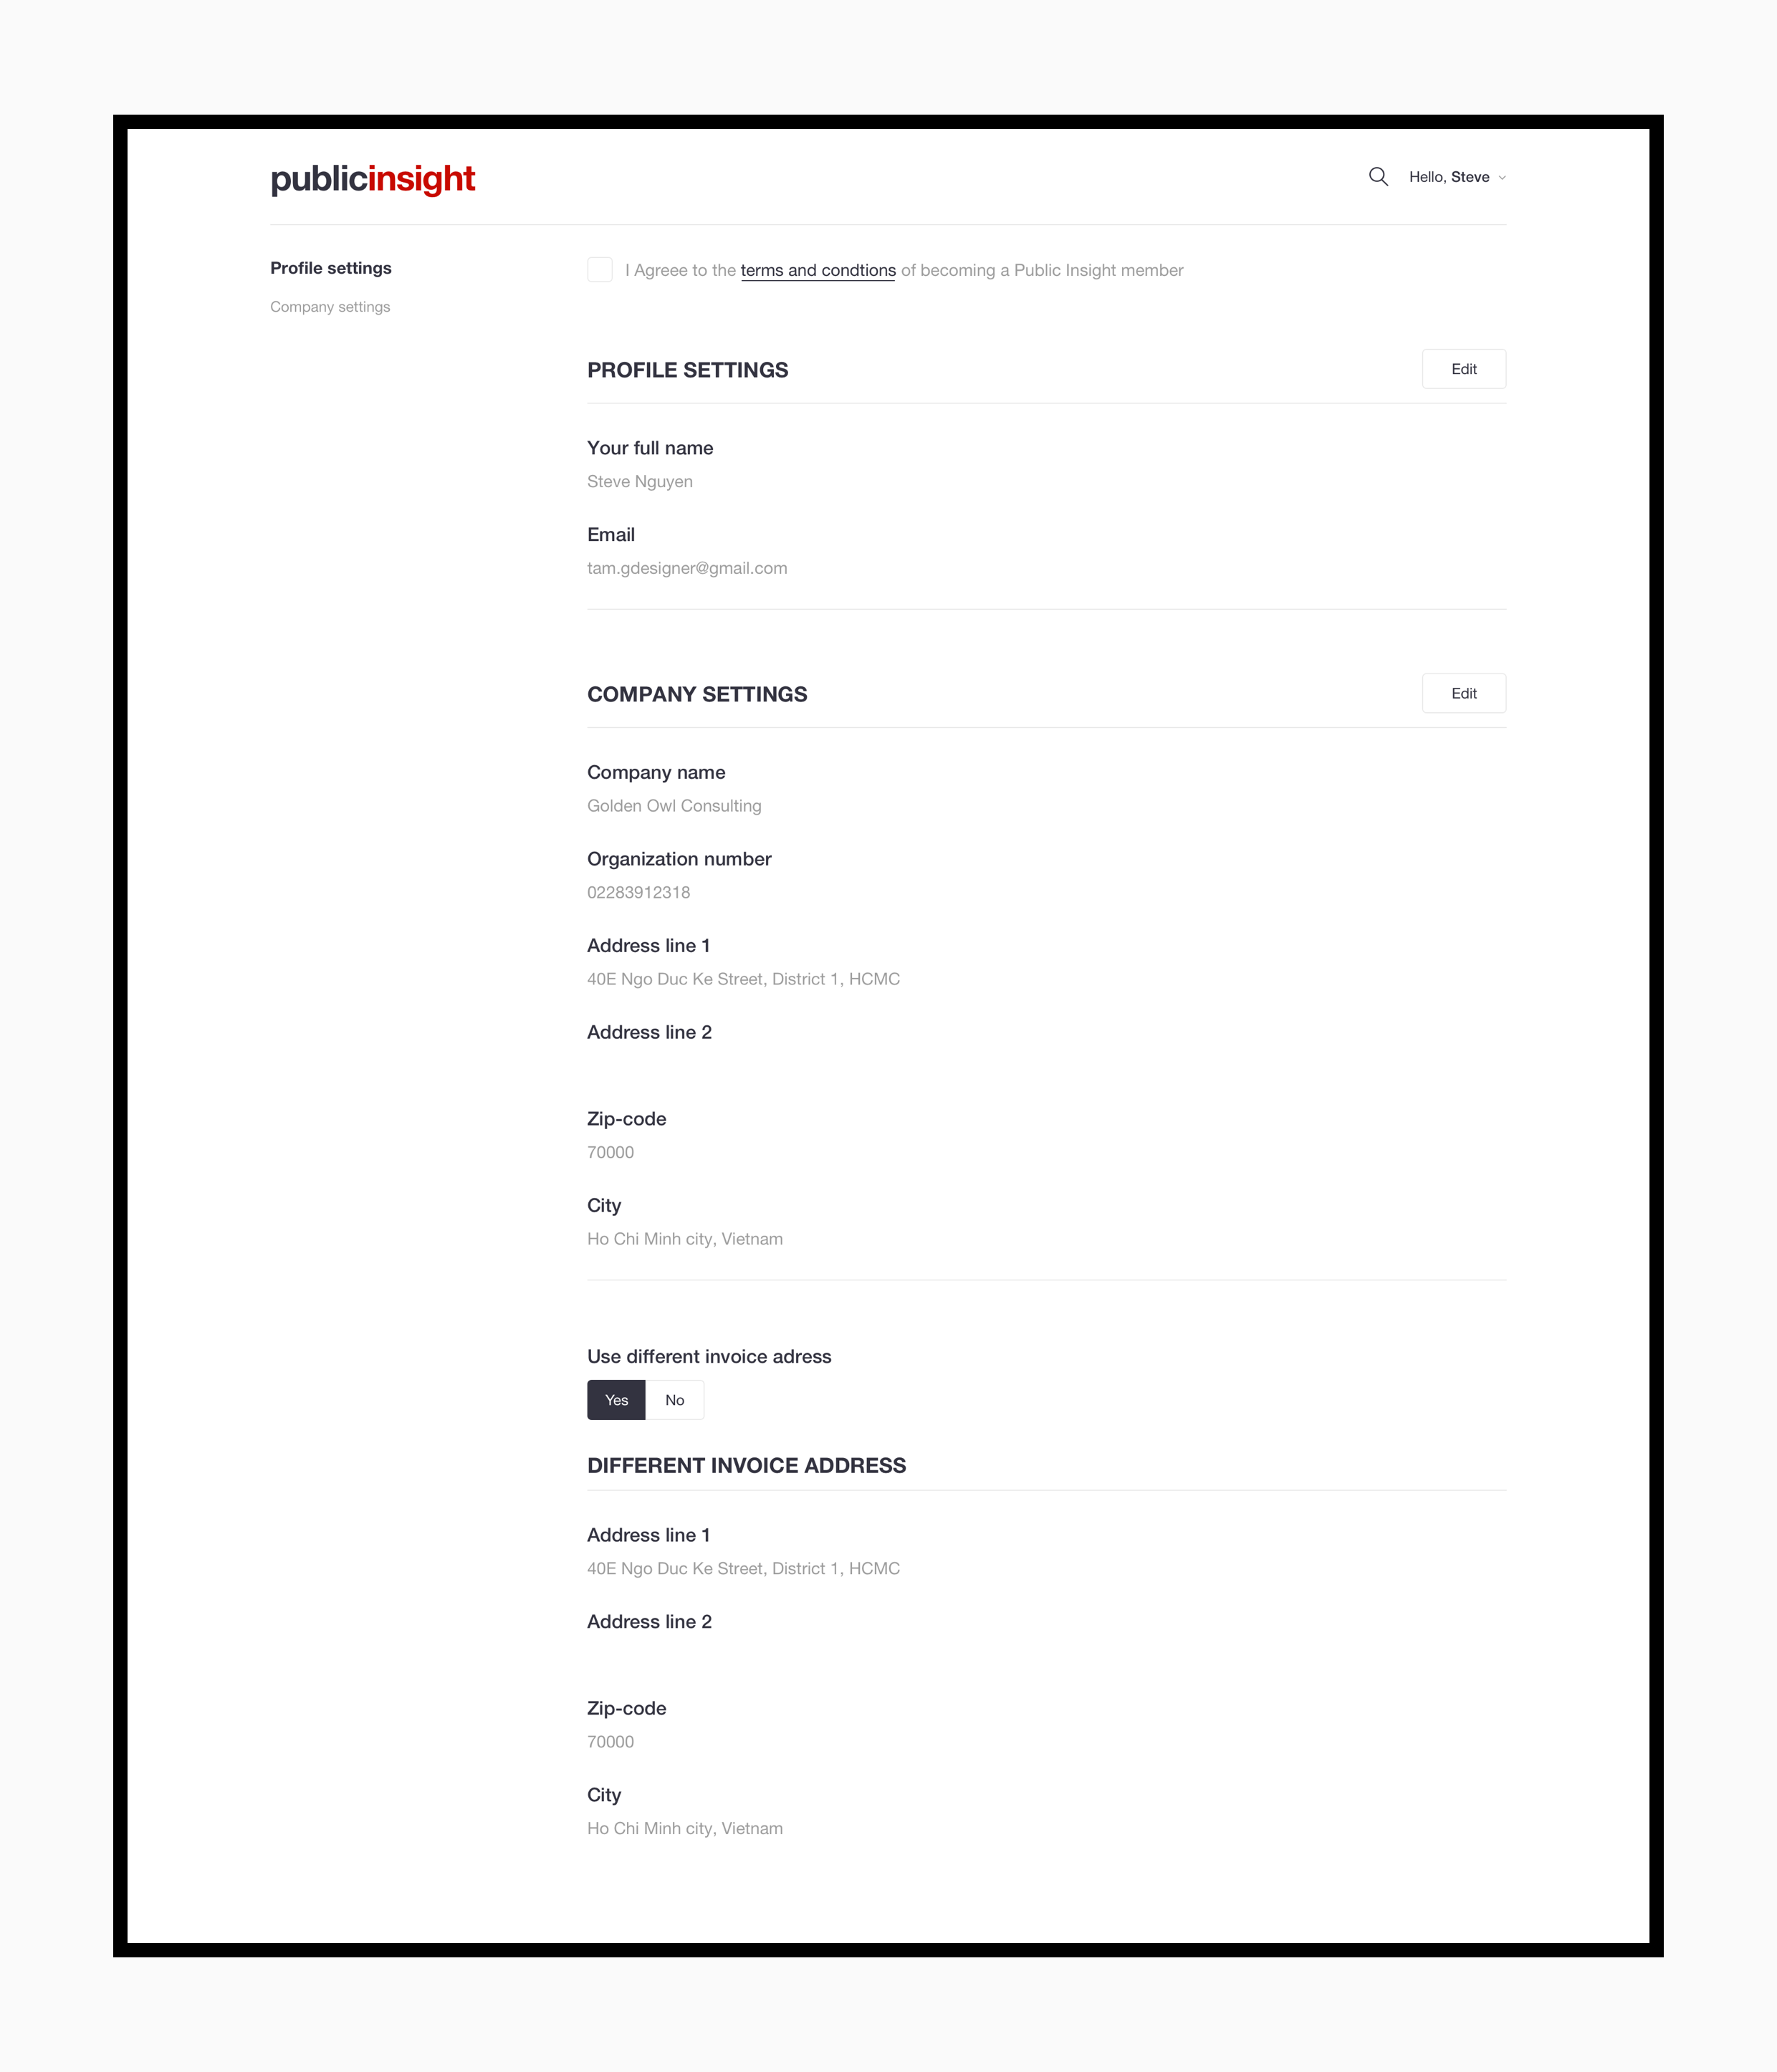 publicinsight
Hello, Steve
Profile settings
Company settings
I Agreee to the terms and condtions of becoming a Public Insight member
PROFILE SETTINGS
Edit
Your full name
Steve Nguyen
Email
tam.gdesigner@gmail.com
COMPANY SETTINGS
Edit
Company name
Golden Owl Consulting
Organization number
02283912318
Address line 1
40E Ngo Duc Ke Street, District 1, HCMC
Address line 2
Zip-code
70000
City
Ho Chi Minh city, Vietnam
Use different invoice adress
Yes No
DIFFERENT INVOICE ADDRESS
Address line 1
40E Ngo Duc Ke Street, District 1, HCMC
Address line 2
Zip-code
70000
City
Ho Chi Minh city, Vietnam